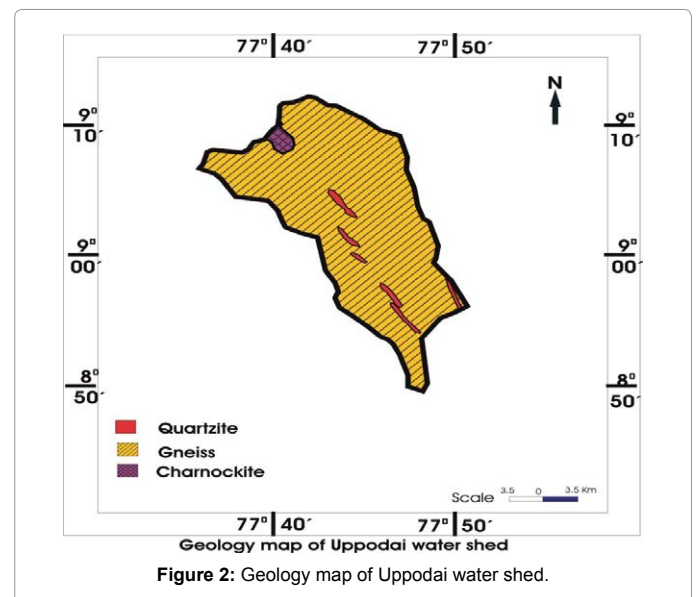 77° 40´ 77° 50´
N
9° 9°
10´ 10´
9° 9°
00´ 00´
8° 8°
50´ 50´
Quartzite
Gneiss
Charnockite
Scale 3.5 0 3.5 Km
77° 40´ 77° 50´
Geology map of Uppodai water shed
Figure 2: Geology map of Uppodai water shed.